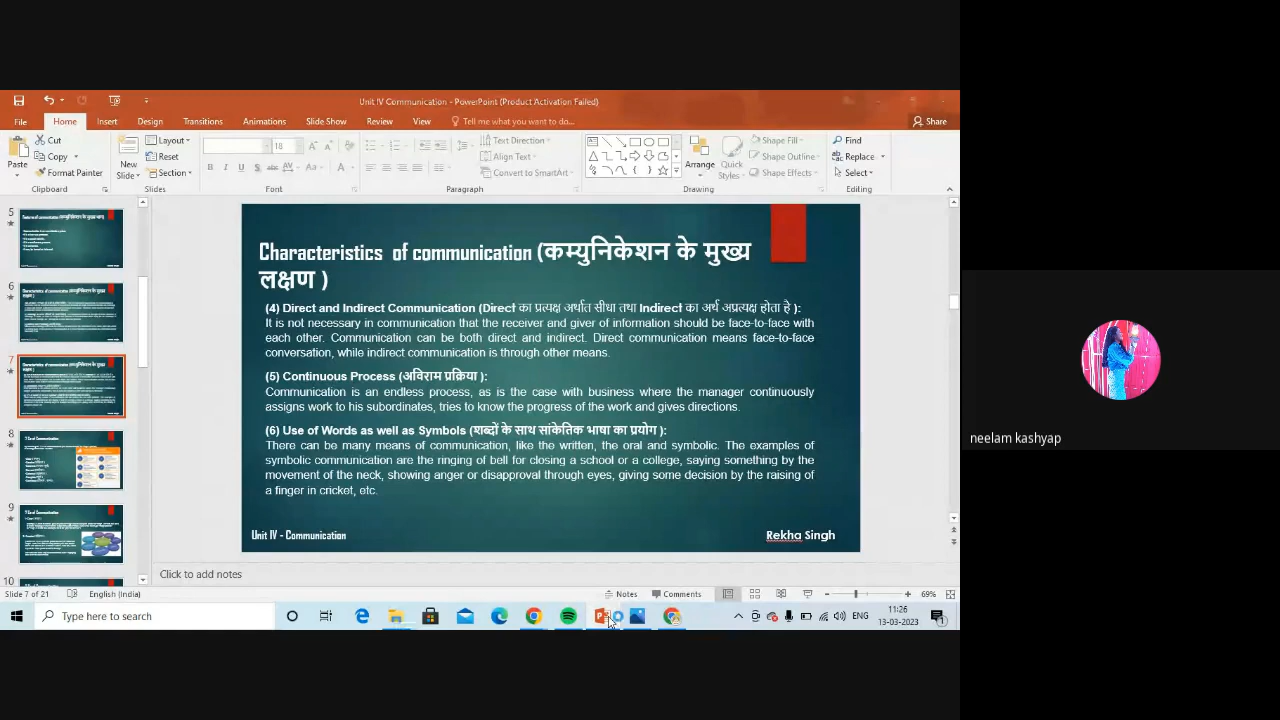 Unit IV Communication - PowerPoint (Product Activation Failed)
File Home Insert Design Transitions Animations Slide Show Review View Tell me what you want to do... Share
Paste Cut Copy Format Painter
Clipboard
New Slide Layout Reset Section
Slides
18
Font
Text Direction Align Text Convert to SmartArt
Paragraph
Arrange Quick Styles Shape Fill Shape Outline Shape Effects
Drawing
Find Replace Select
Editing
5
6
7
8
9
10
Characteristics of communication (कम्युनिकेशन के मुख्य
लक्षण )
(4) Direct and Indirect Communication (Direct का प्रत्यक्ष अर्थात सीधा तथा Indirect का अर्थ अप्रत्यक्ष होता है ):
It is not necessary in communication that the receiver and giver of information should be face-to-face with
each other. Communication can be both direct and indirect. Direct communication means face-to-face
conversation, while indirect communication is through other means.
(5) Continuous Process (अविराम प्रक्रिया ):
Communication is an endless process, as is the case with business where the manager continuously
assigns work to his subordinates, tries to know the progress of the work and gives directions.
(6) Use of Words as well as Symbols (शब्दों के साथ सांकेतिक भाषा का प्रयोग ):
There can be many means of communication, like the written, the oral and symbolic. The examples of
symbolic communication are the ringing of bell for closing a school or a college, saying something by the
movement of the neck, showing anger or disapproval through eyes, giving some decision by the raising of
a finger in cricket, etc.
Unit IV - Communication Rekha Singh
Click to add notes
Slide 7 of 21 English (India) Notes Comments 69%
Type here to search ENG 11:26
13-03-2023
neelam kashyap